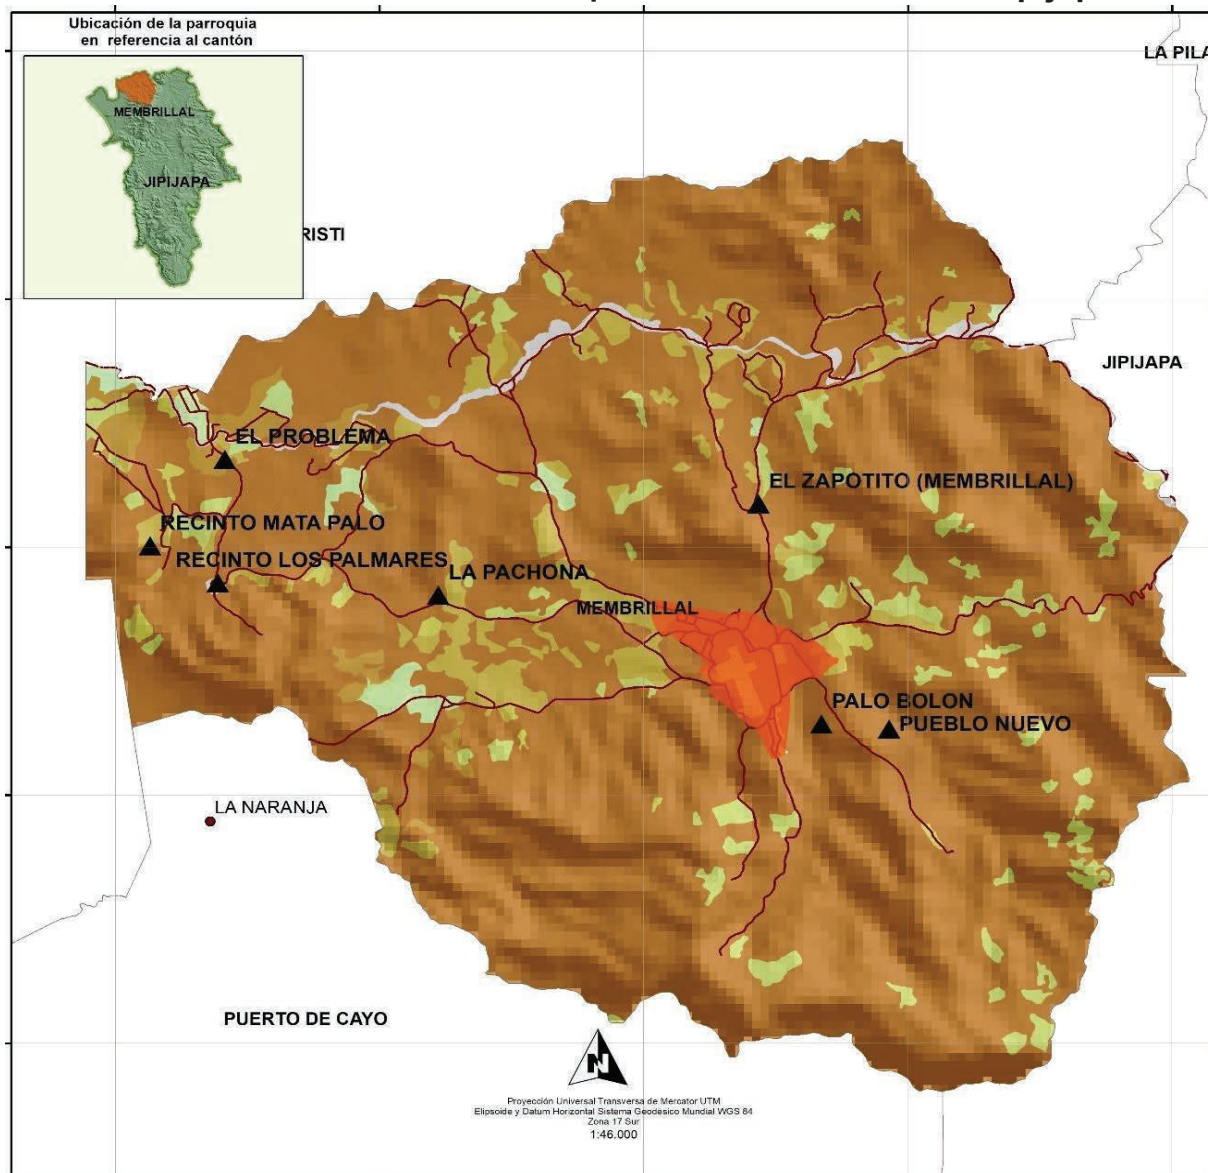 Ubicación de la parroquia
en referencia al cantón
MEMBRILLAL
JIPIJAPA
RISTI
LA PILA
JIPIJAPA
EL PROBLEMA
EL ZAPOTITO (MEMBRILLAL)
RECINTO MATA PALO
RECINTO LOS PALMARES
LA PACHONA
MEMBRILLAL
PALO BOLON
PUEBLO NUEVO
LA NARANJA
PUERTO DE CAYO
N
Proyección Universal Transversa de Mercator UTM
Elipsoide y Datum Horizontal Sistema Geodesico Mundial WGS 84
Zona 17 Sur
1:46.000